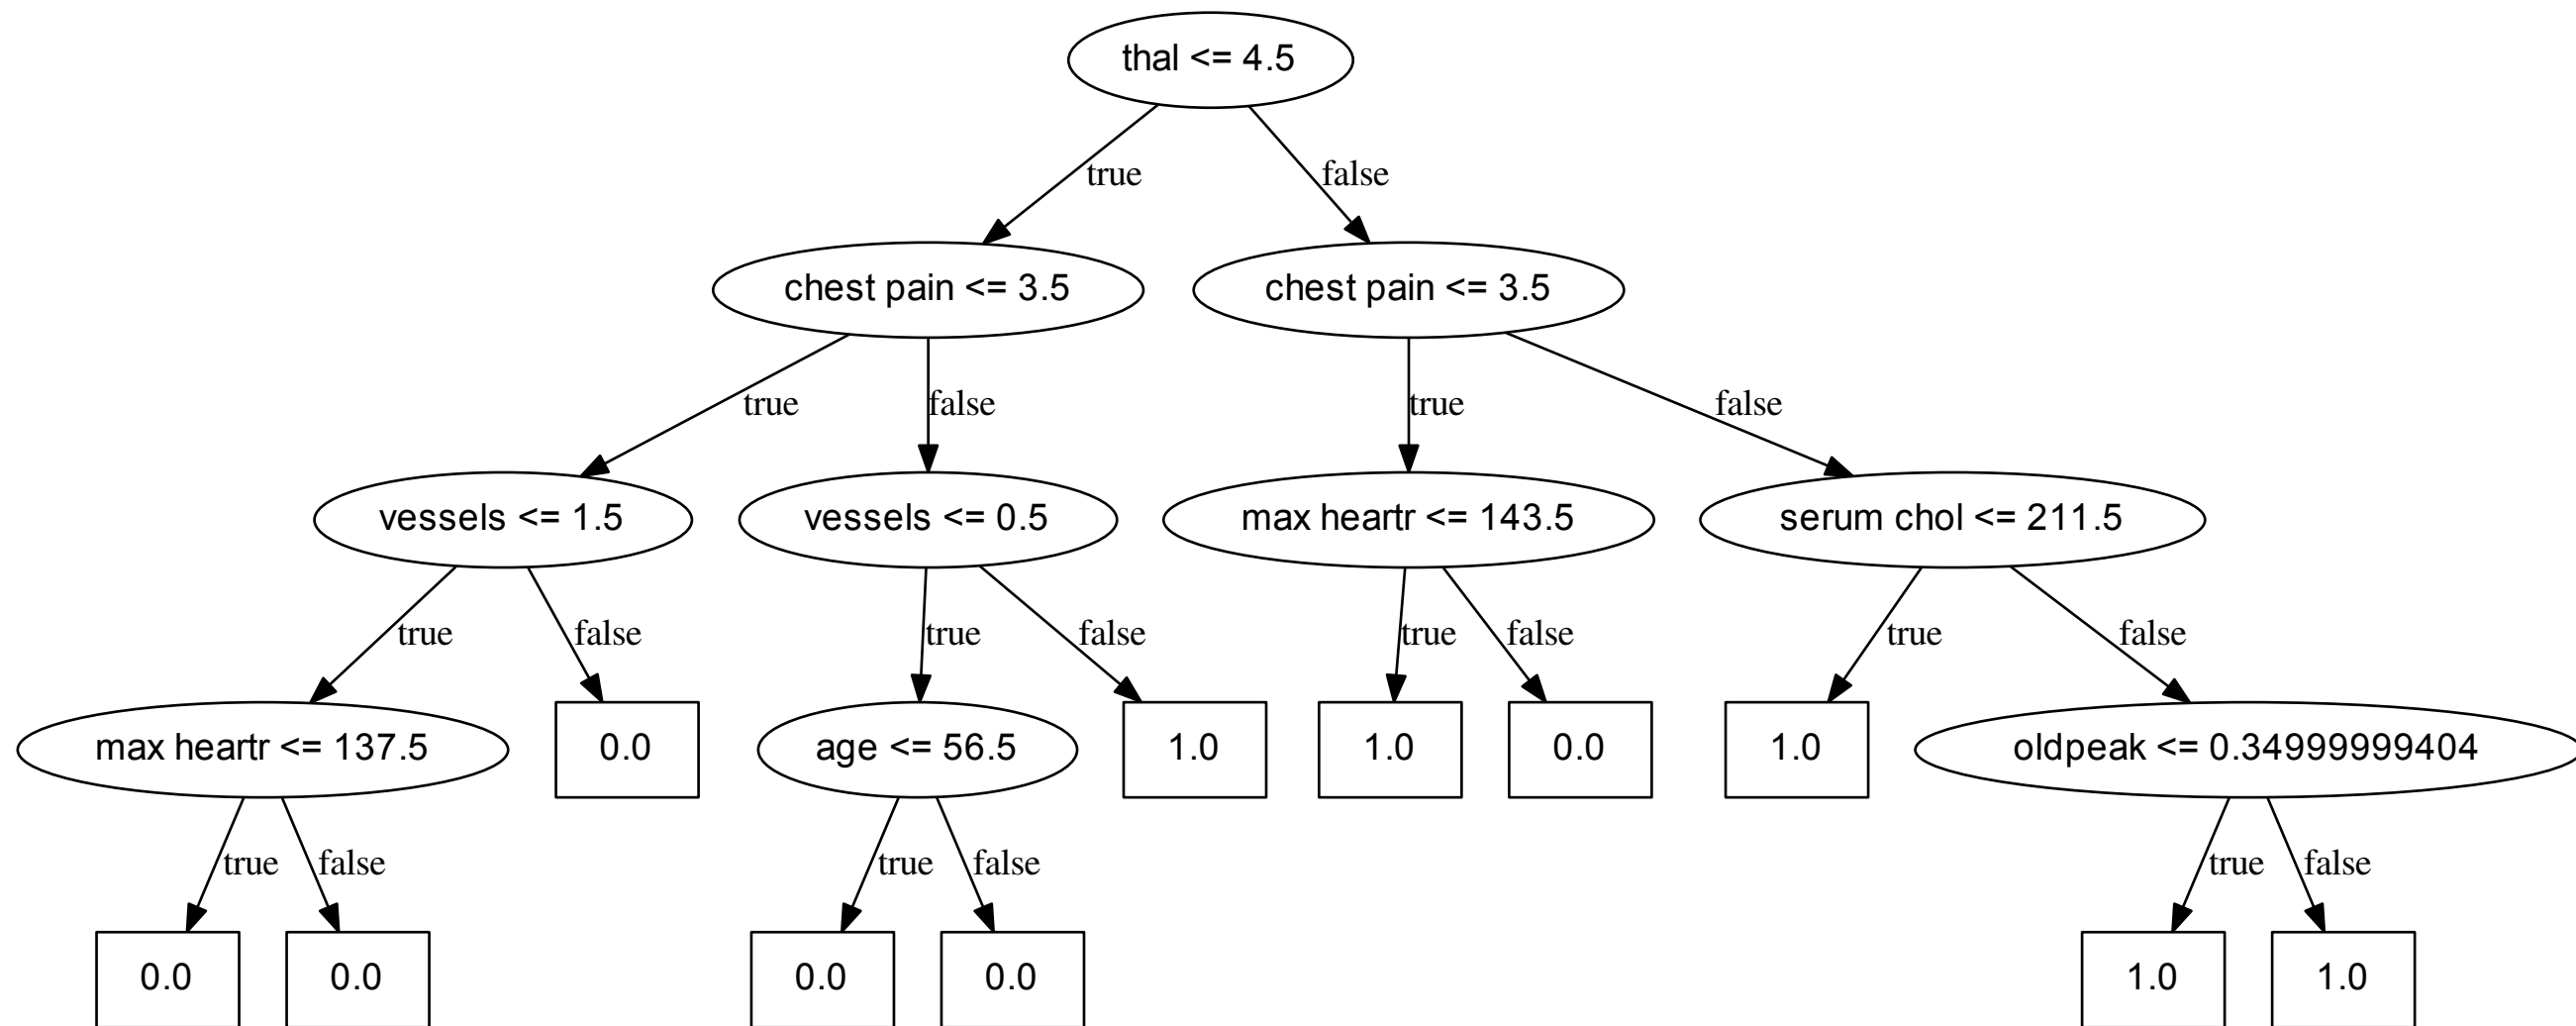 thal <= 4.5
true
false
chest pain <= 3.5
chest pain <= 3.5
true
false
true
false
vessels <= 1.5
vessels <= 0.5
max heartr <= 143.5
serum chol <= 211.5
true
false
true
false
true
false
true
false
max heartr <= 137.5
0.0
age <= 56.5
1.0
1.0
0.0
1.0
oldpeak <= 0.34999999404
true
false
true
false
true
false
0.0
0.0
0.0
0.0
1.0
1.0